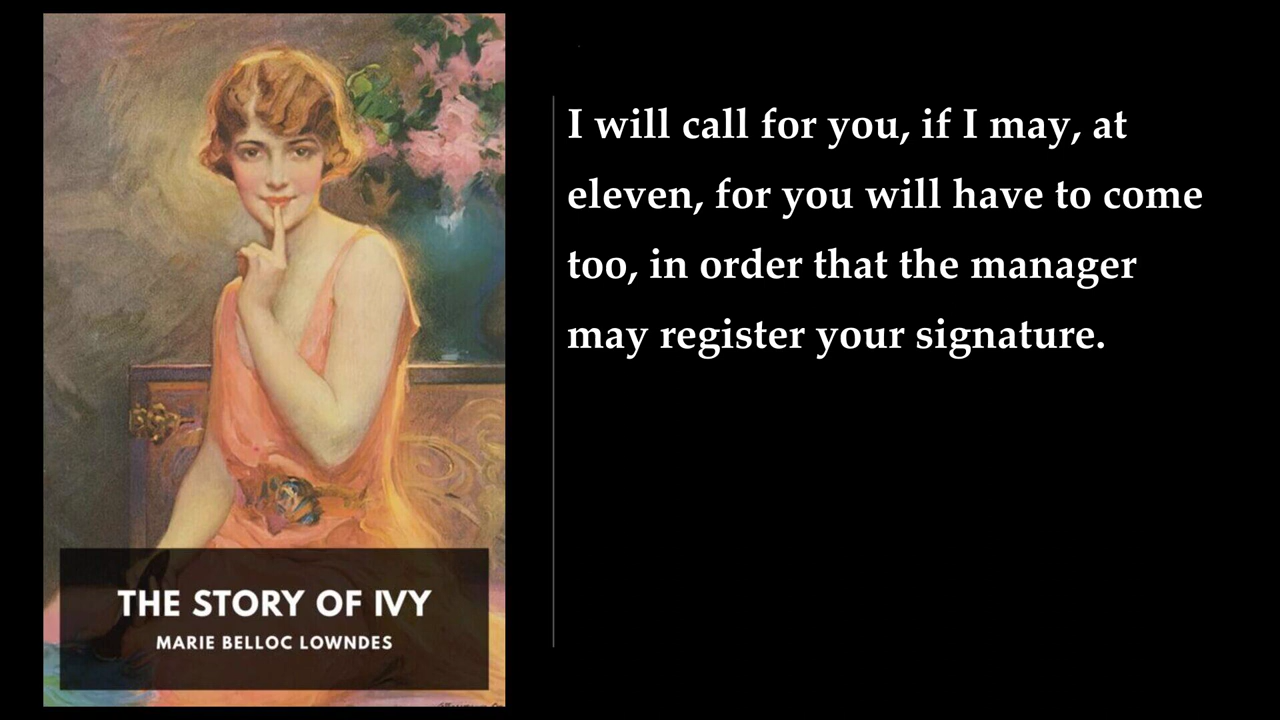 THE STORY OF IVY
MARIE BELLOC LOWNDES
I will call for you, if I may, at
eleven, for you will have to come
too, in order that the manager
may register your signature.